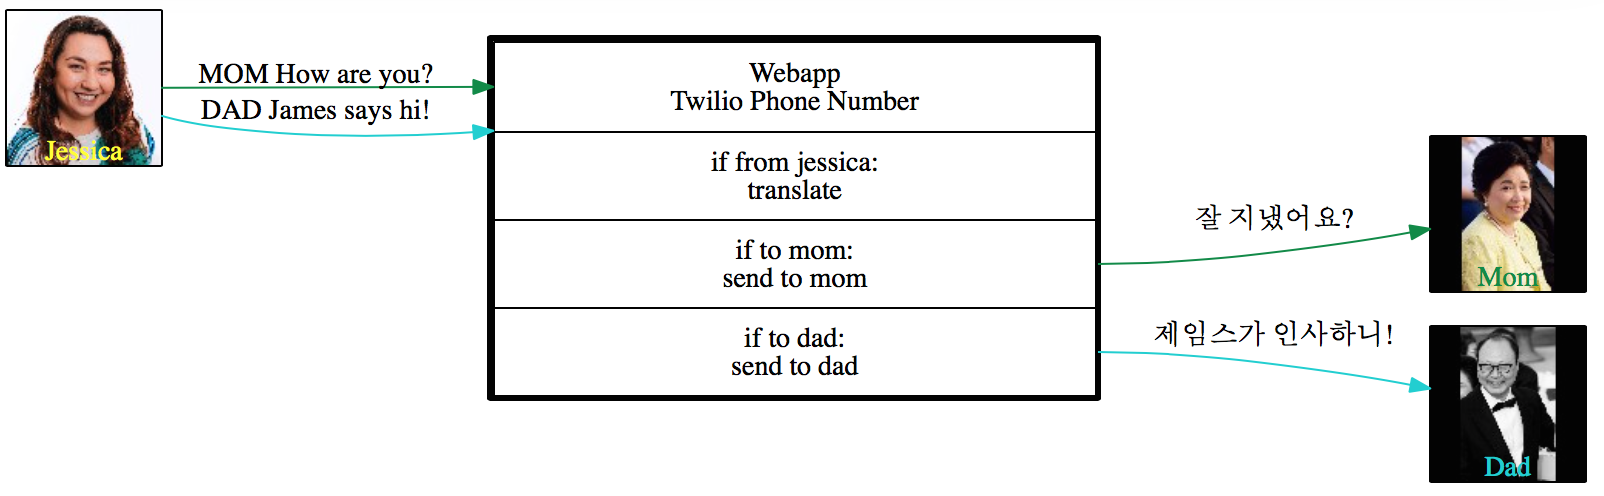 MOM How are you?
DAD James says hi!
Jessica
Webapp
Twilio Phone Number
if from jessica:
translate
if to mom:
send to mom
if to dad:
send to dad
잘 지냈어요?
Mom
제임스가 인사하니!
Dad